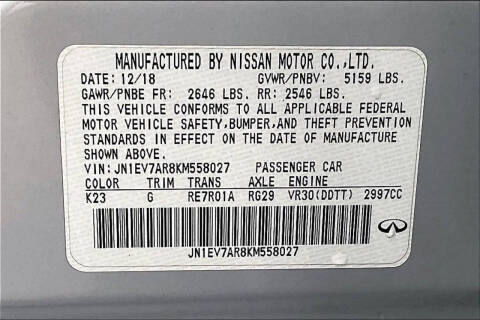 MANUFACTURED BY NISSAN MOTOR CO.,LTD.
DATE: 12/18 GVWR/PNBV: 5159 LBS.
GAWR/PNBE FR: 2646 LBS. RR: 2546 LBS.
THIS VEHICLE CONFORMS TO ALL APPLICABLE FEDERAL
MOTOR VEHICLE SAFETY,BUMPER,AND THEFT PREVENTION
STANDARDS IN EFFECT ON THE DATE OF MANUFACTURE
SHOWN ABOVE.
VIN: JN1EV7AR8KM558027 PASSENGER CAR
COLOR TRIM TRANS AXLE ENGINE
K23 G RE7R01A RG29 VR30(DDTT) 2997CC
JN1EV7AR8KM558027